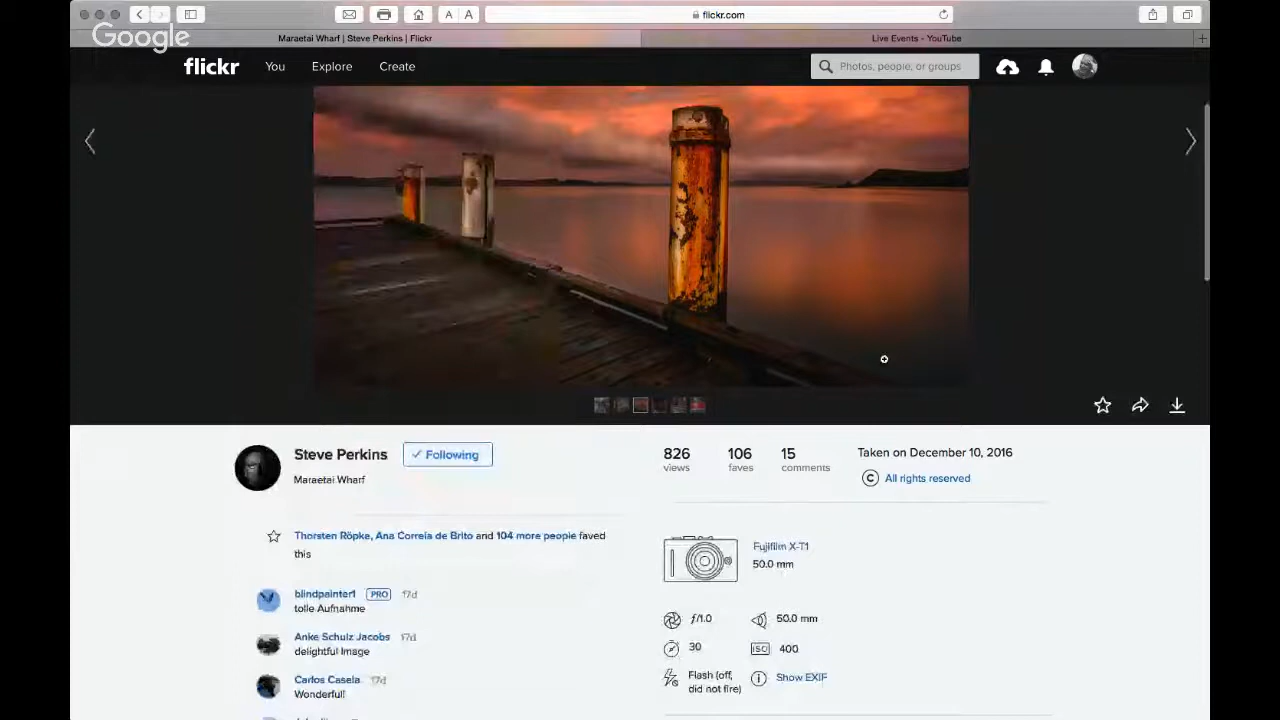 flickr.com
Google
Maraetai Wharf | Steve Perkins | Flickr
Live Events - YouTube
flickr You Explore Create
Photos, people, or groups
Steve Perkins
Following
Maraetai Wharf
826 views
106 faves
15 comments
Taken on December 10, 2016
All rights reserved
Thorsten Röpke, Ana Correia de Brito and 104 more people faved
this
blindpainter1 PRO 17d
tolle Aufnahme
Anke Schulz Jacobs 17d
delightful Image
Carlos Casela 17d
Wonderful!
Fujifilm X-T1
50.0 mm
ƒ/1.0
50.0 mm
30
ISO 400
Flash (off,
did not fire)
Show EXIF